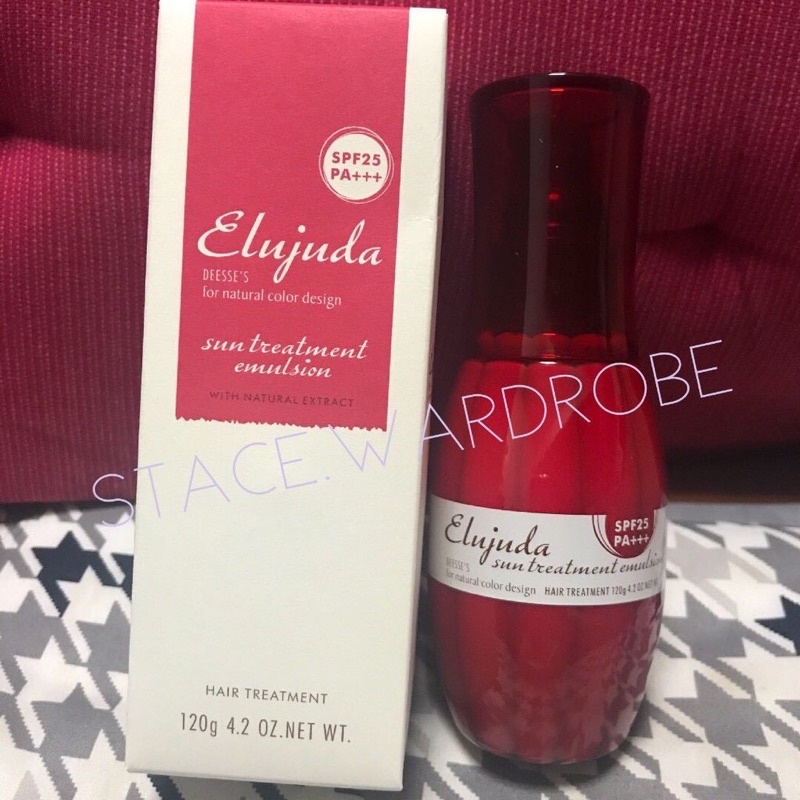 SPF25
PA+++
Elujuda
DEESSE'S
for natural color design
sun treatment
emulsion
WITH NATURAL EXTRACT
HAIR TREATMENT
120g 4.2 OZ.NET WT.
STACE.WARDROBE
SPF25
PA+++
Elujuda
sun treatment emulsion
DEESSE'S
for natural color design HAIR TREATMENT 120g 4.2 OZ.NET W